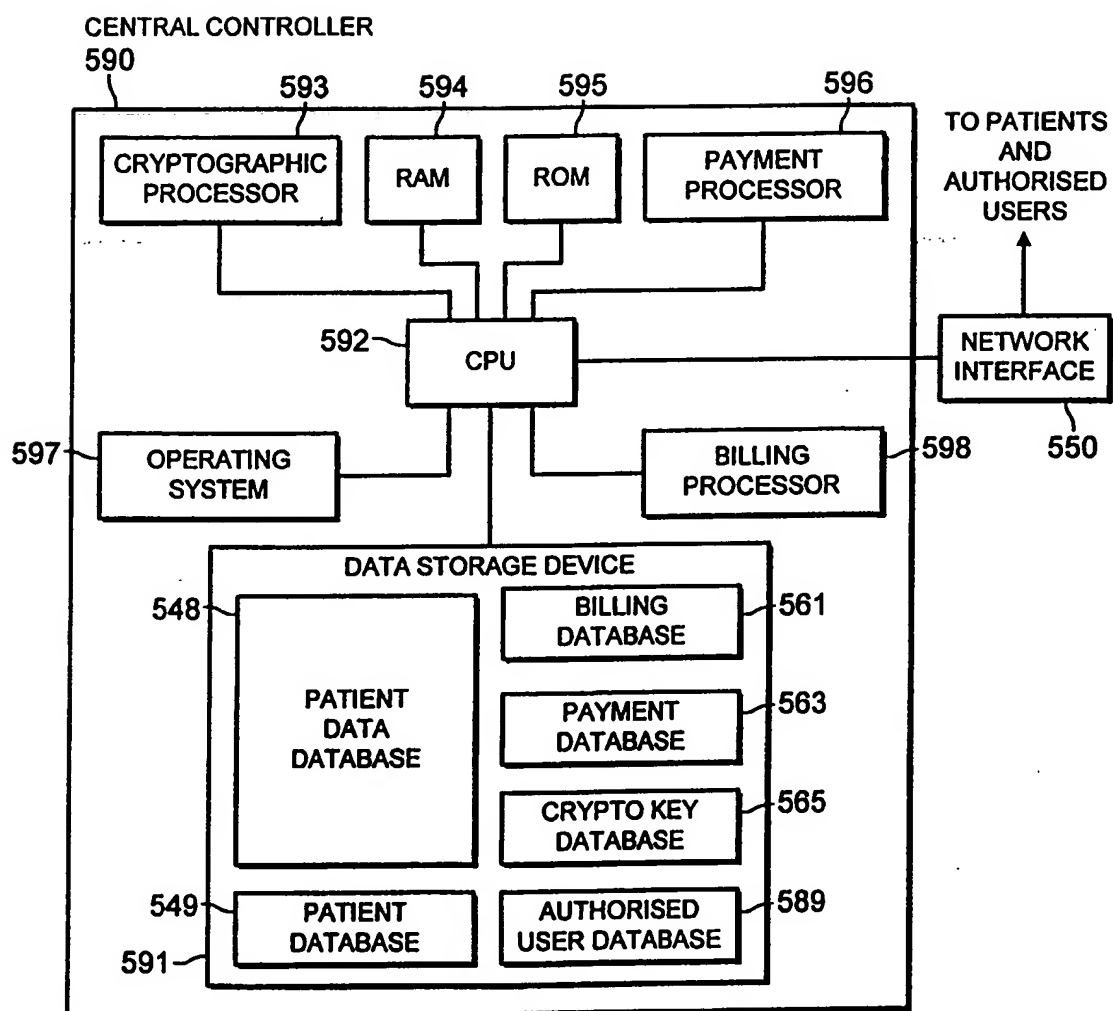 CENTRAL CONTROLLER
590
593
594
595
596
CRYPTOGRAPHIC
PROCESSOR
RAM
ROM
PAYMENT
PROCESSOR
TO PATIENTS
AND
AUTHORISED
USERS
592
CPU
NETWORK
INTERFACE
550
597
OPERATING
SYSTEM
BILLING
PROCESSOR
598
DATA STORAGE DEVICE
548
PATIENT
DATA
DATABASE
BILLING
DATABASE
561
PAYMENT
DATABASE
563
CRYPTO KEY
DATABASE
565
549
PATIENT
DATABASE
AUTHORISED
USER DATABASE
589
591